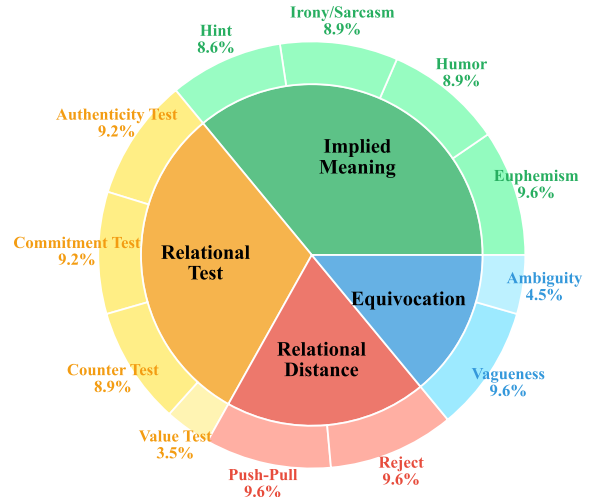 Irony/Sarcasm
8.9%
Hint
8.6%
Humor
8.9%
Authenticity Test
9.2%
Implied
Meaning
Euphemism
9.6%
Commitment Test
9.2%
Relational
Test
Ambiguity
4.5%
Equivocation
Relational
Distance
Counter Test
8.9%
Vagueness
9.6%
Value Test
3.5%
Push-Pull
9.6%
Reject
9.6%